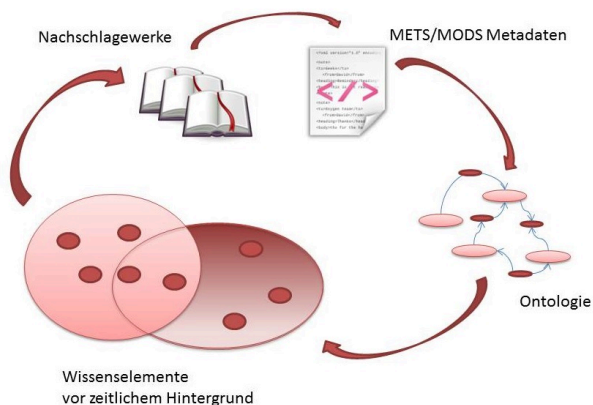 Nachschlagewerke
METS/MODS Metadaten
</>
Ontologie
Wissenselemente
vor zeitlichem Hintergrund